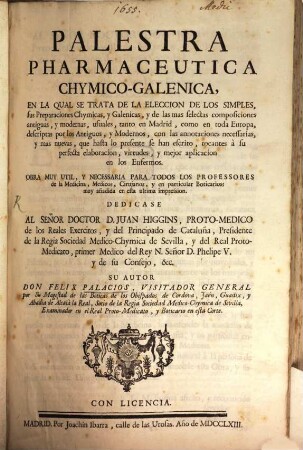 1655.
PALESTRA
PHARMACEUTICA
CHYMICO-GALENICA,
EN LA QUAL SE TRATA DE LA ELECCION DE LOS SIMPLES,
sus Preparaciones Chymicas, y Galenicas, y de las mas selectas composiciones
antiguas, y modernas, usuales, tanto en Madrid, como en toda Europa,
descriptas por los Antiguos, y Modernos, con las annotaciones necessarias,
y mas nuevas, que hasta lo presente se han escrito, tocantes à su
perfecta elaboracion, virtudes, y mejor aplicacion
en los Enfermos.
OBRA MUY UTIL, Y NECESSARIA PARA TODOS LOS PROFESSORES
de la Medicina, Medicos, Cirujanos, y en particular Boticarios:
muy añadida en esta ultima impression.
DEDICASE
AL SEÑOR DOCTOR D. JUAN HIGGINS, PROTO-MEDICO
de los Reales Exercitos, y del Principado de Cataluña, Presidente
de la Regia Sociedad Medico-Chymica de Sevilla, y del Real Proto-
Medicato, primer Medico del Rey N. Señor D. Phelipe V.
y de su Consejo, &c.
SU AUTOR
DON FELIX PALACIOS, VISITADOR GENERAL
por Su Magestad de las Boticas de los Obispados de Cordova, Jaèn, Guadix, y
Abadia de Alcalà la Real, Socio de la Regia Sociedad Medico-Chymica de Sevilla,
Examinador en el Real Proto-Medicato, y Boticario en esta Corte.
CON LICENCIA.
MADRID. Por Joachin Ibarra, calle de las Urosas. Año de MDCCLXIII.